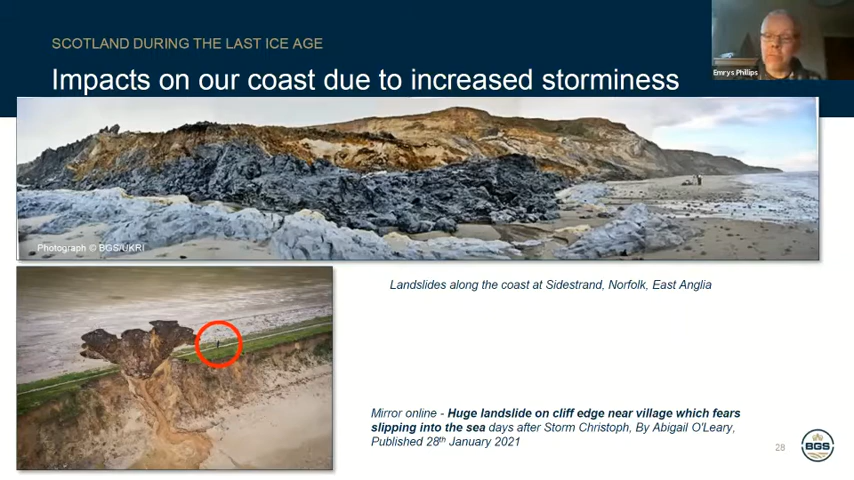 SCOTLAND DURING THE LAST ICE AGE
Impacts on our coast due to increased storminess
Emrys Phillips
Photograph © BGS/UKRI
Landslides along the coast at Sidestrand, Norfolk, East Anglia
Mirror online - Huge landslide on cliff edge near village which fears
slipping into the sea days after Storm Christoph, By Abigail O'Leary,
Published 28th January 2021
28
BGS